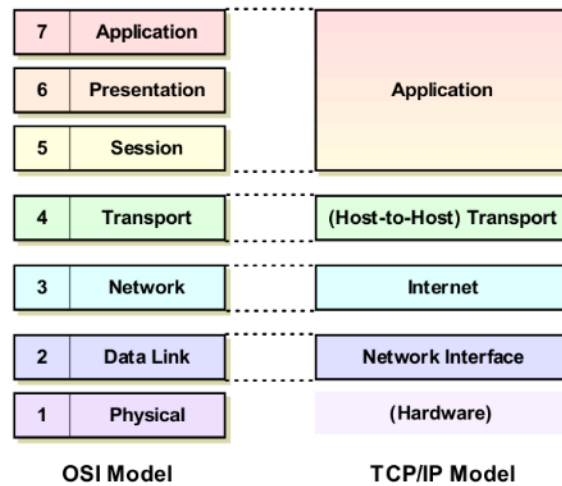 7 Application
6 Presentation
Application
5 Session
4 Transport
(Host-to-Host) Transport
3 Network
Internet
2 Data Link
Network Interface
1 Physical
(Hardware)
OSI Model
TCP/IP Model